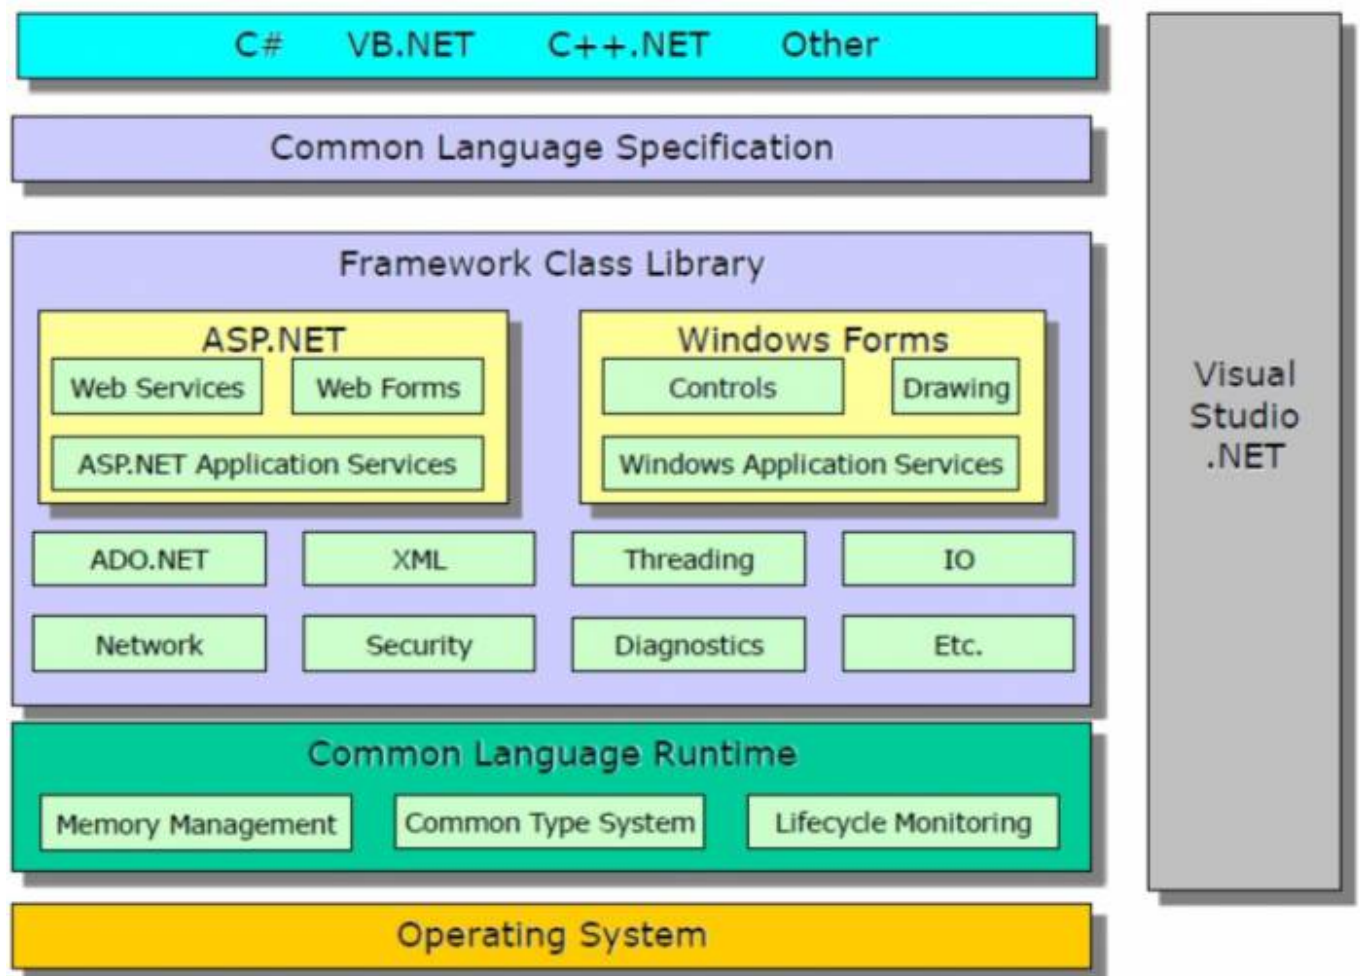 C# VB.NET C++.NET Other
Common Language Specification
Framework Class Library
ASP.NET
Web Services Web Forms
ASP.NET Application Services
Windows Forms
Controls Drawing
Windows Application Services
ADO.NET XML Threading IO
Network Security Diagnostics Etc.
Common Language Runtime
Memory Management Common Type System Lifecycle Monitoring
Operating System
Visual
Studio
.NET